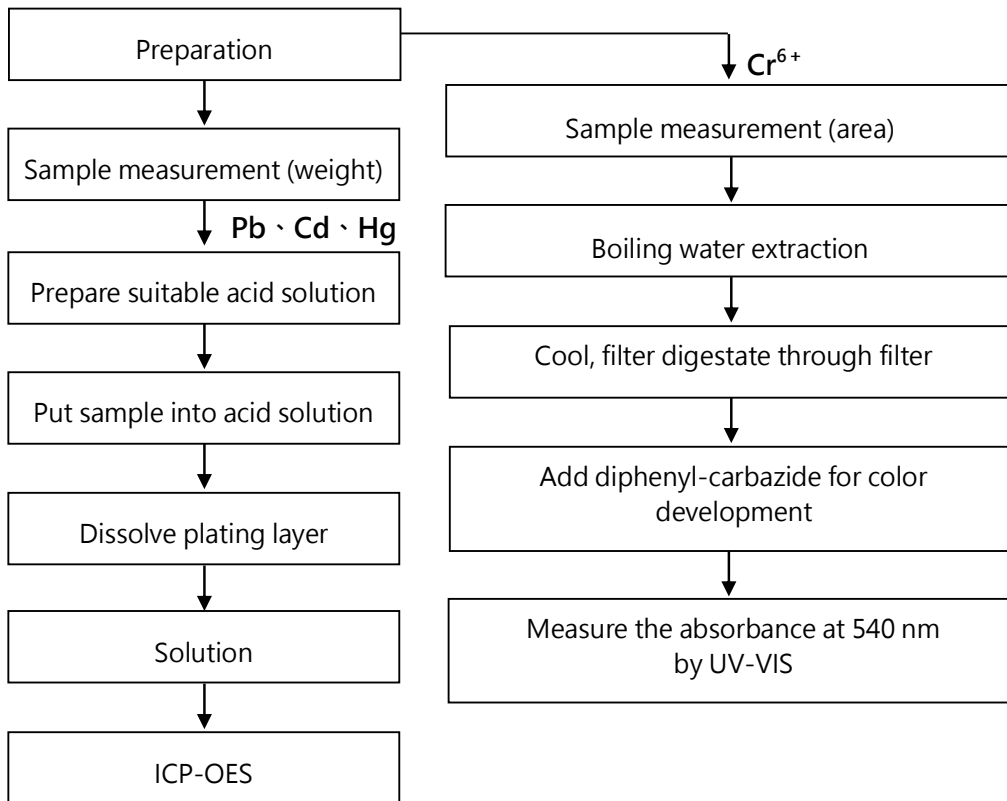 Preparation
Sample measurement (weight)
Pb、Cd、Hg
Prepare suitable acid solution
Put sample into acid solution
Dissolve plating layer
Solution
ICP-OES
Cr⁶⁺
Sample measurement (area)
Boiling water extraction
Cool, filter digestate through filter
Add diphenyl-carbazide for color
development
Measure the absorbance at 540 nm
by UV-VIS